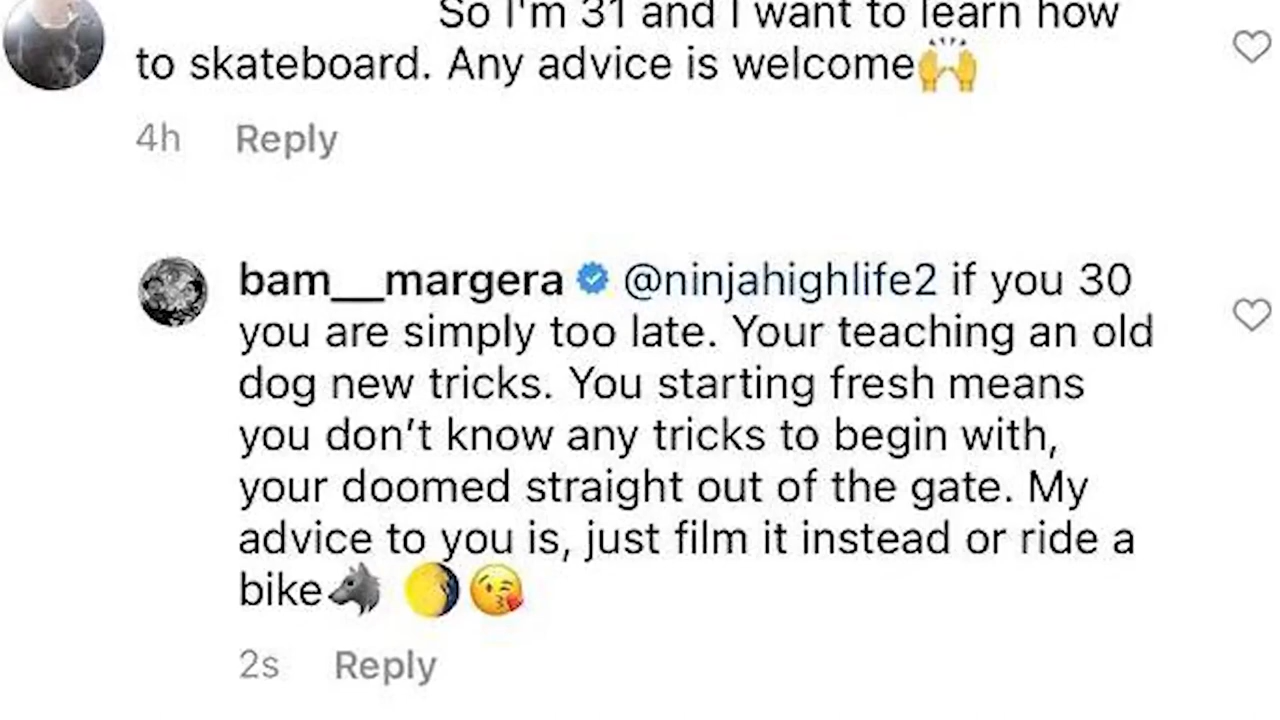 So I'm 31 and I want to learn how
to skateboard. Any advice is welcome🙌
4h Reply
bam__margera @ninjahighlife2 if you 30
you are simply too late. Your teaching an old
dog new tricks. You starting fresh means
you don’t know any tricks to begin with,
your doomed straight out of the gate. My
advice to you is, just film it instead or ride a
bike🐺 🌖😘
2s Reply